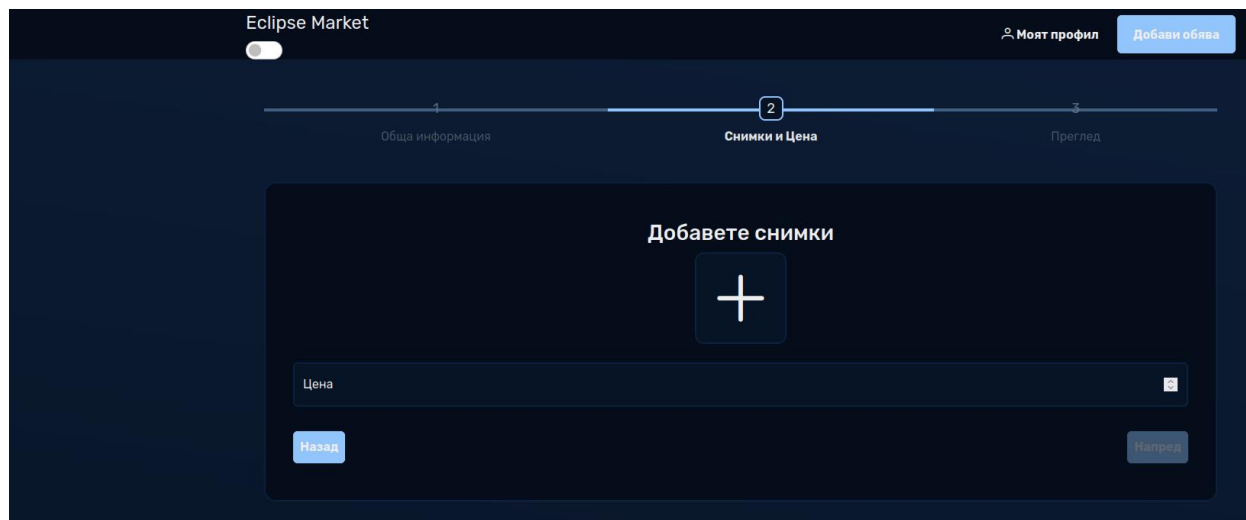 Eclipse Market
Моят профил
Добави обява
1
2
3
Обща информация
Снимки и Цена
Преглед
Добавете снимки
Цена
Назад
Напред